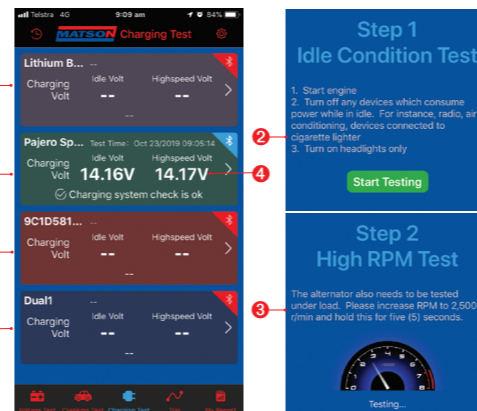 Telstra 4G 9:09 am 84%
MATSON Charging Test
Lithium B... --
Charging Volt
Idle Volt Highspeed Volt
-- --
--
Pajero Sp... Test Time: Oct 23/2019 09:05:14
Charging Volt
Idle Volt Highspeed Volt
14.16V 14.17V
Charging system check is ok
4
9C1D581... --
Charging Volt
Idle Volt Highspeed Volt
-- --
--
Dual1 --
Charging Volt
Idle Volt Highspeed Volt
-- --
--
Charging Test
Trip
Step 1
Idle Condition Test
1. Start engine
2. Turn off any devices which consume
power while in idle. For instance, radio, air
conditioning, devices connected to
cigarette lighter
3. Turn on headlights only
2
Start Testing
Step 2
High RPM Test
The alternator also needs to be tested
under load. Please increase RPM to 2,500
r/min and hold this for five (5) seconds.
3
Testing...